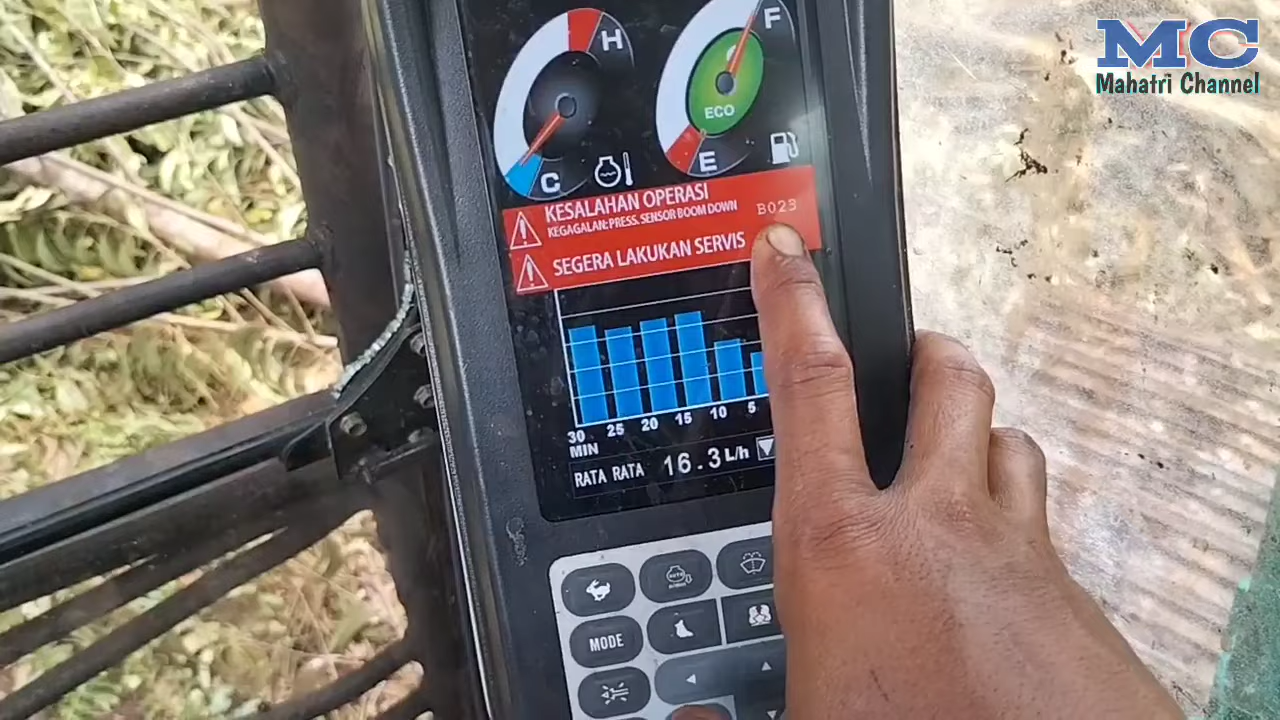 MC
Mahatri Channel
H
F
ECO
C
E
KESALAHAN OPERASI
KEGAGALAN: PRESS. SENSOR BOOM DOWN
B023
SEGERA LAKUKAN SERVIS
30 25 20 15 10 5
MIN
RATA RATA 16.3 L/h
MODE